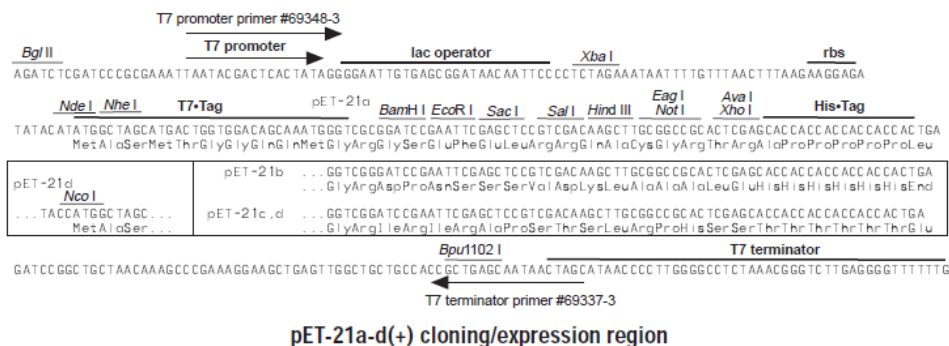 T7 promoter primer #69348-3
Bgl II T7 promoter lac operator Xba I rbs
AGATCTCGATCCCGCGAAATTAATACGACTCACTATAGGGGAATTGTGAGCGGATAACAATTCCCCTCTAGAAATAATTTTGTTTAACTTTAAGAAGGAGA
Nde I Nhe I T7•Tag pET-21a BamH I EcoR I Sac I Sal I Hind III Eag I Not I Ava I Xho I His•Tag
TATACATATGGCTAGCATGACTGGTGGACAGCAAATGGGTCGCGGATCCGAATTCGAGCTCCGTCGACAAGCTTGCGGCCGCACTCGAGCACCACCACCACCACCACTGA
MetAlaSerMetThrGlyGlyGlnGlnMetGlyArgGlySerGluPheGluLeuArgArgGlnAlaCysGlyArgThrArgAlaProProProProProLeu
pET-21d
Nco I
...TACCATGGCTAGC...
MetAlaSer...
pET-21b ...GGTCGGGATCCGAATTCGAGCTCCGTCGACAAGCTTGCGGCCGCACTCGAGCACCACCACCACCACCACTGA
GlyArgAspProAsnSerSerSerValAspLysLeuAlaAlaAlaLeuGluHisHisHisHisHisHisEnd
pET-21c,d ...GGTCGGATCCGAATTCGAGCTCCGTCGACAAGCTTGCGGCCGCACTCGAGCACCACCACCACCACCACTGA
GlyArgIleArgIleArgAlaProSerThrSerLeuArgProHisSerSerThrThrThrThrThrGlu
Bpu1102 I T7 terminator
GATCCGGCTGCTAACAAAGCCCGAAAGGAAGCTGAGTTGGCTGCTGCCACCGCTGAGCAATAACTAGCATAACCCCTTGGGGCCTCTAAACGGGTCTTGAGGGGTTTTTTG
T7 terminator primer #69337-3
pET-21a-d(+) cloning/expression region